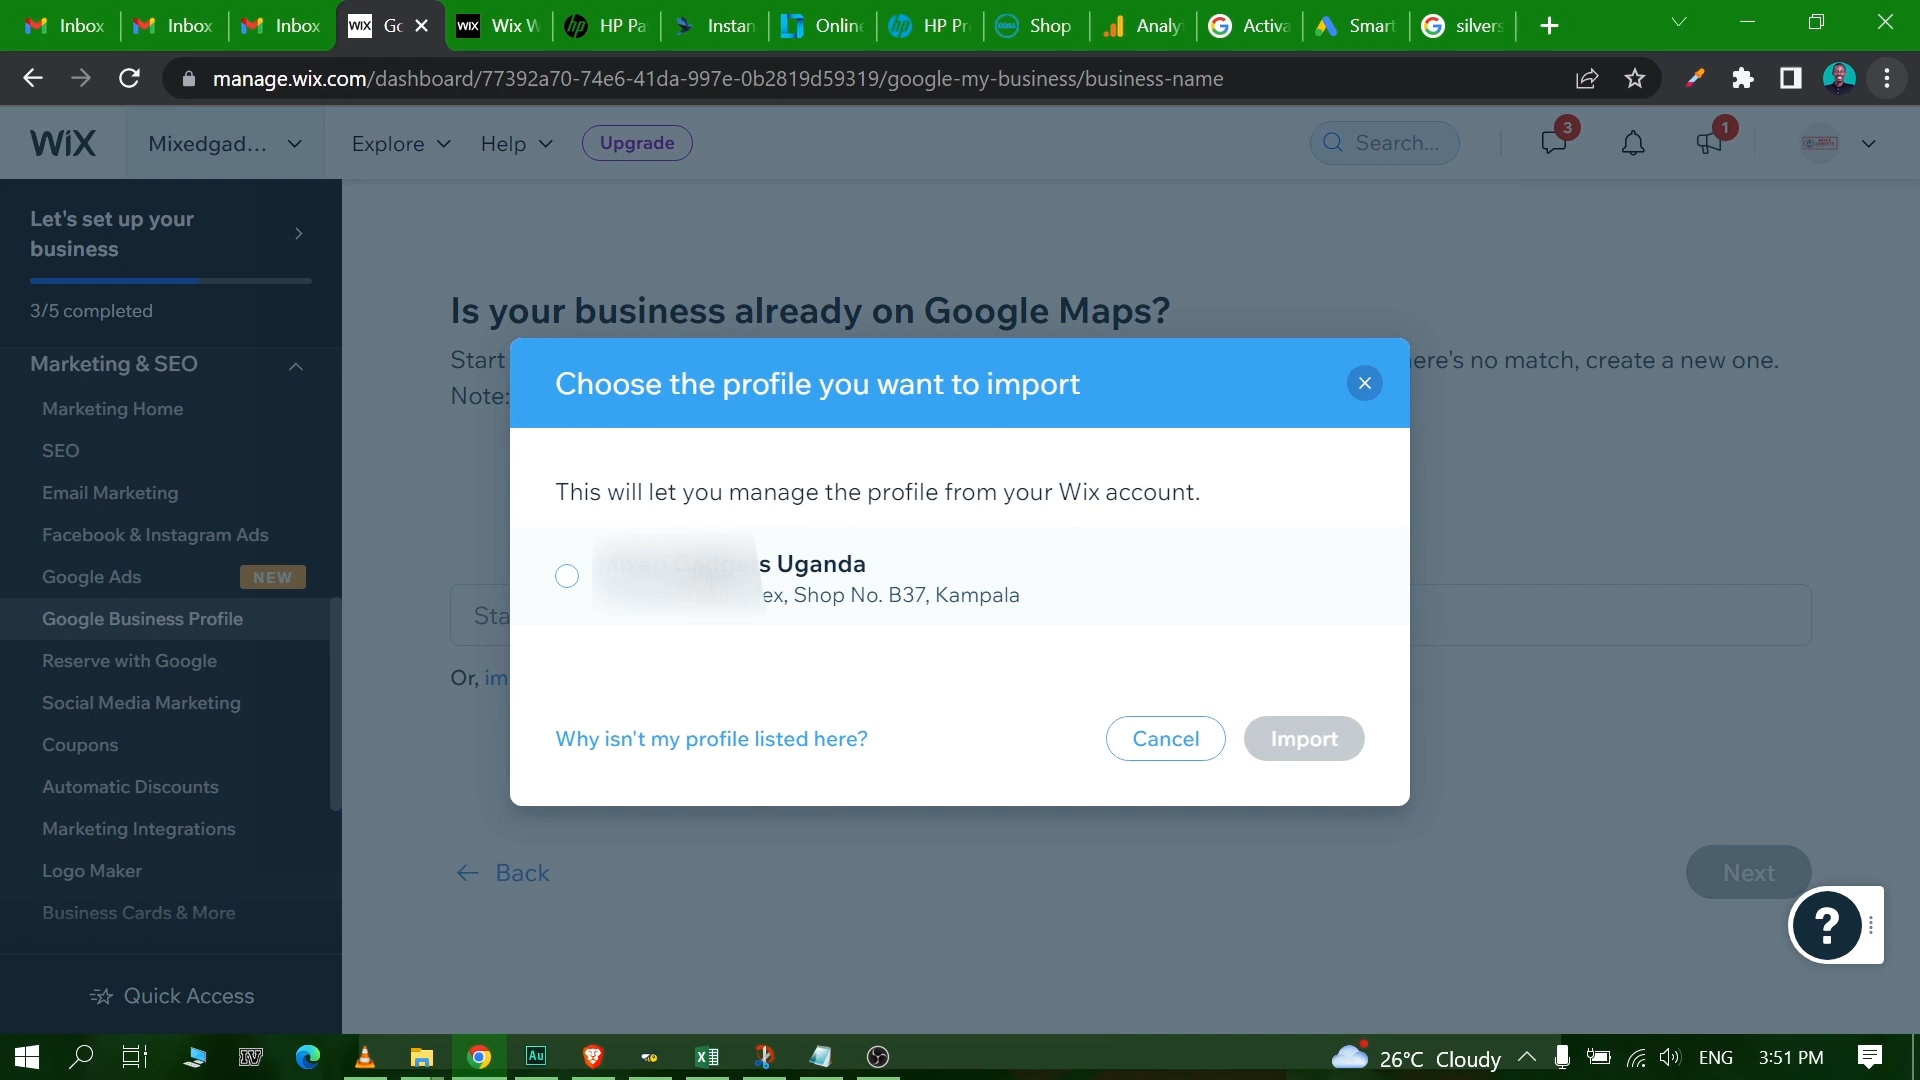 Inbox
Inbox
Inbox
WIX Go
WIX Wix W
HP Pa
Instan
Online
HP Pr
Shop
Analy
Activa
Smart
silvers
manage.wix.com/dashboard/77392a70-74e6-41da-997e-0b2819d59319/google-my-business/business-name
WiX
Mixedgad...
Explore
Help
Upgrade
Search...
3
1
Let's set up your
business
3/5 completed
Marketing & SEO
Marketing Home
SEO
Email Marketing
Facebook & Instagram Ads
Google Ads NEW
Google Business Profile
Reserve with Google
Social Media Marketing
Coupons
Automatic Discounts
Marketing Integrations
Logo Maker
Business Cards & More
Quick Access
Is your business already on Google Maps?
Start
ere's no match, create a new one.
Note:
Choose the profile you want to import
This will let you manage the profile from your Wix account.
s Uganda
ex, Shop No. B37, Kampala
Sta
Or, im
Why isn't my profile listed here?
Cancel
Import
Back
Next
?
IV
Au
26°C Cloudy
ENG
3:51 PM